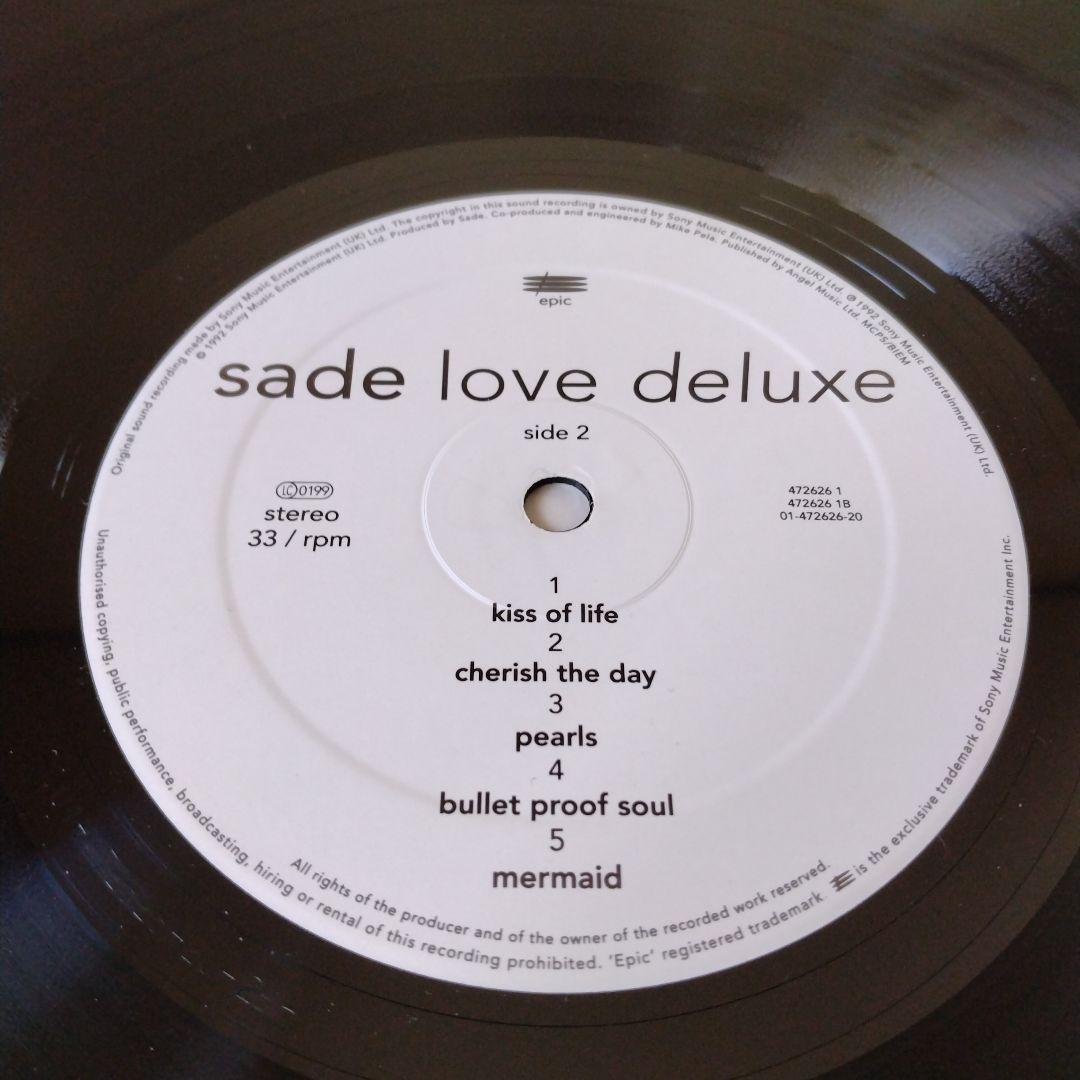 Original sound recording made by Sony Music Entertainment (UK) Ltd. The copyright in this sound recording is owned by Sony Music Entertainment (UK) Ltd. ℗ 1992 Sony Music Entertainment (UK) Ltd.
© 1992 Sony Music Entertainment (UK) Ltd. Produced by Sade. Co-produced and engineered by Mike Pela. Published by Angel Music Ltd. MCPS/BIEM
epic
sade love deluxe
side 2
LC 0199
stereo
33 / rpm
472626 1
472626 1B
01-472626-20
1
kiss of life
2
cherish the day
3
pearls
4
bullet proof soul
5
mermaid
All rights of the producer and of the owner of the recorded work reserved.
Unauthorised copying, public performance, broadcasting, hiring or rental of this recording prohibited. ‘Epic’ registered trademark. is the exclusive trademark of Sony Music Entertainment Inc.